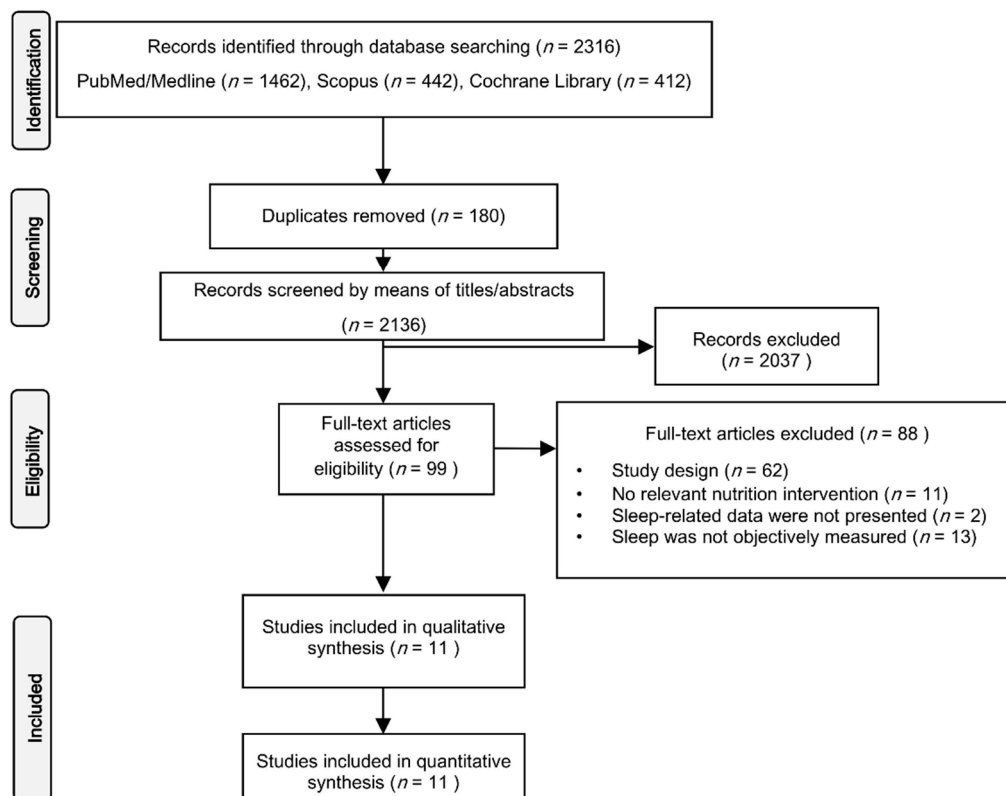 Identification
Records identified through database searching (n = 2316)
PubMed/Medline (n = 1462), Scopus (n = 442), Cochrane Library (n = 412)
Screening
Duplicates removed (n = 180)
Records screened by means of titles/abstracts
(n = 2136)
Records excluded
(n = 2037 )
Eligibility
Full-text articles
assessed for
eligibility (n = 99 )
Full-text articles excluded (n = 88 )
• Study design (n = 62)
• No relevant nutrition intervention (n = 11)
• Sleep-related data were not presented (n = 2)
• Sleep was not objectively measured (n = 13)
Included
Studies included in qualitative
synthesis (n = 11 )
Studies included in quantitative
synthesis (n = 11 )